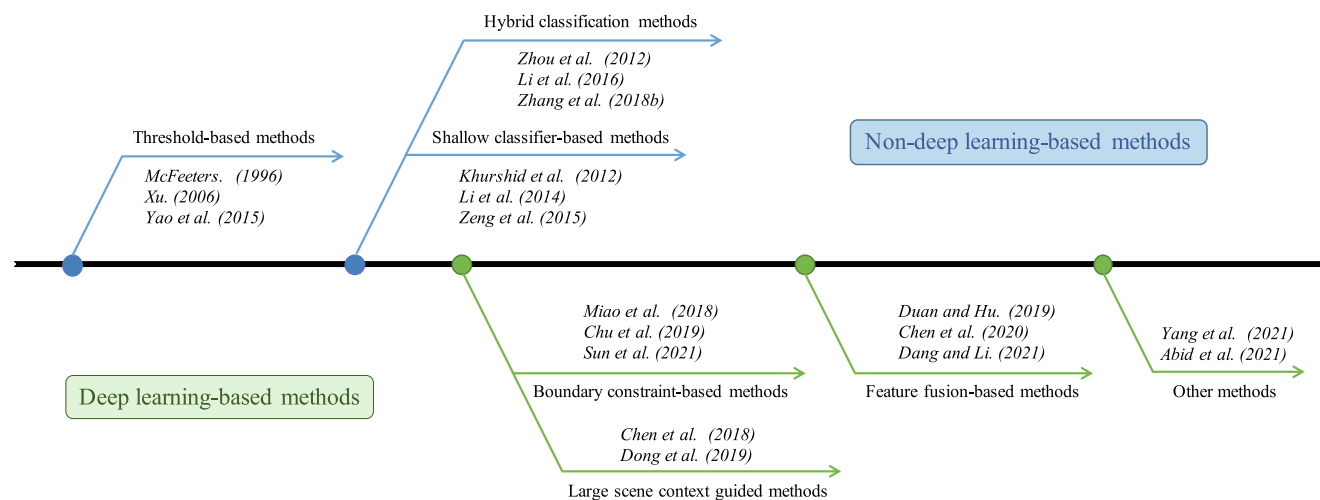 Hybrid classification methods
Zhou et al. (2012)
Li et al. (2016)
Zhang et al. (2018b)
Threshold-based methods
McFeeters. (1996)
Xu. (2006)
Yao et al. (2015)
Shallow classifier-based methods
Khurshid et al. (2012)
Li et al. (2014)
Zeng et al. (2015)
Non-deep learning-based methods
Deep learning-based methods
Miao et al. (2018)
Chu et al. (2019)
Sun et al. (2021)
Boundary constraint-based methods
Chen et al. (2018)
Dong et al. (2019)
Large scene context guided methods
Duan and Hu. (2019)
Chen et al. (2020)
Dang and Li. (2021)
Feature fusion-based methods
Yang et al. (2021)
Abid et al. (2021)
Other methods